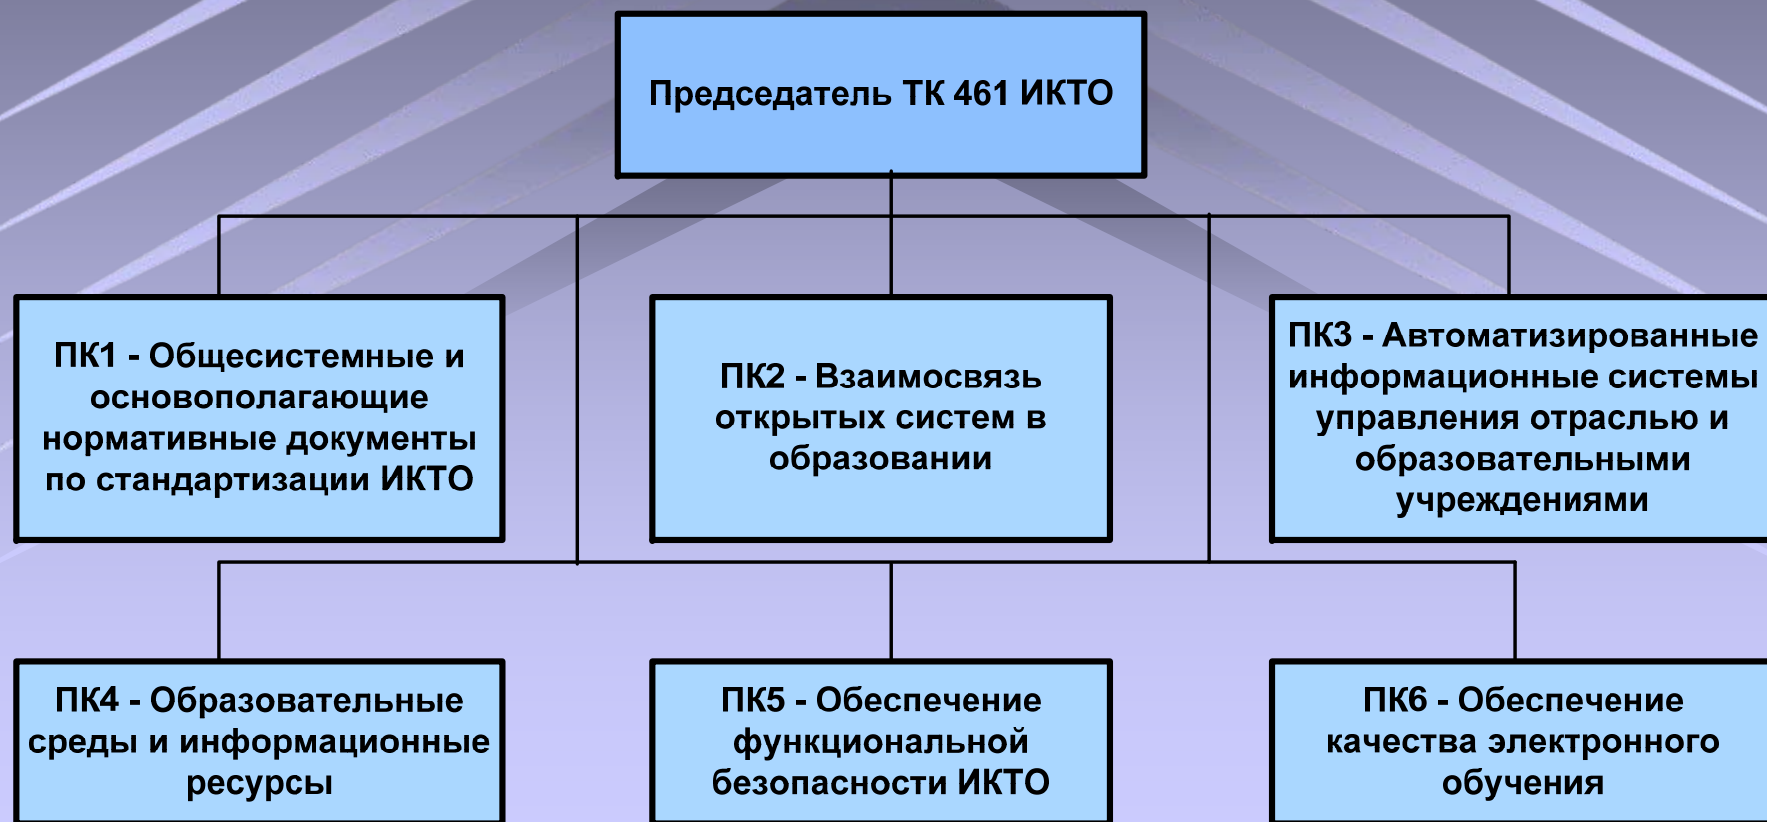 Председатель ТК 461 ИКТО
ПК1 - Общесистемные и
основополагающие
нормативные документы
по стандартизации ИКТО
ПК2 - Взаимосвязь
открытых систем в
образовании
ПК3 - Автоматизированные
информационные системы
управления отраслью и
образовательными
учреждениями
ПК4 - Образовательные
среды и информационные
ресурсы
ПК5 - Обеспечение
функциональной
безопасности ИКТО
ПК6 - Обеспечение
качества электронного
обучения